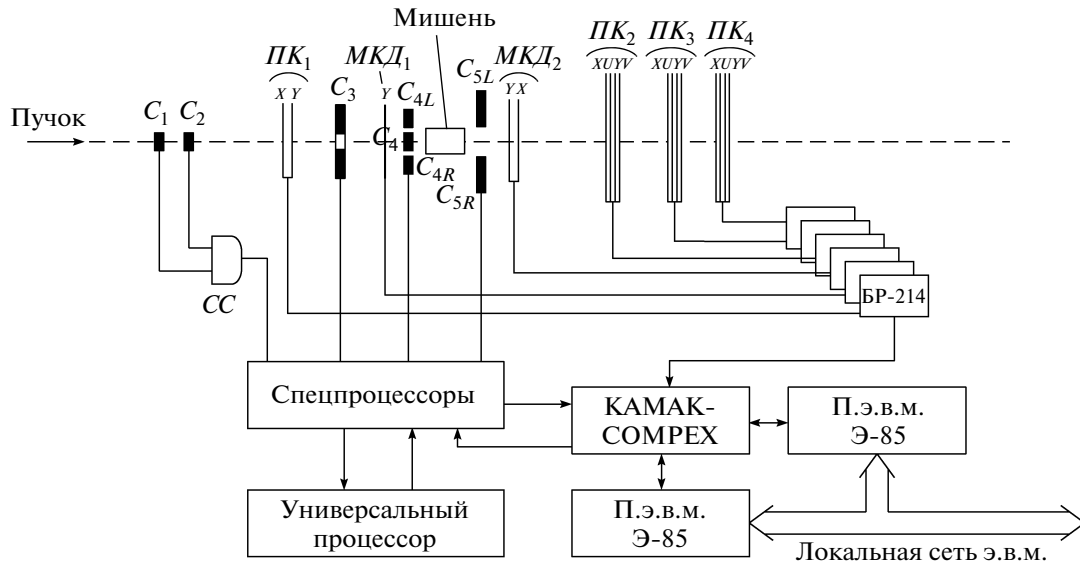 Мишень
ПК₁
МКД₁
C₅L
МКД₂
ПК₂
ПК₃
ПК₄
X Y
Y
Y X
XUYV
XUYV
XUYV
C₃
C₄L
C₁
C₂
Пучок
C₄
C₄R
C₅R
CC
БР-214
Спецпроцессоры
КАМАК-
COMPEX
П.э.в.м.
Э-85
Универсальный
процессор
П.э.в.м.
Э-85
Локальная сеть э.в.м.